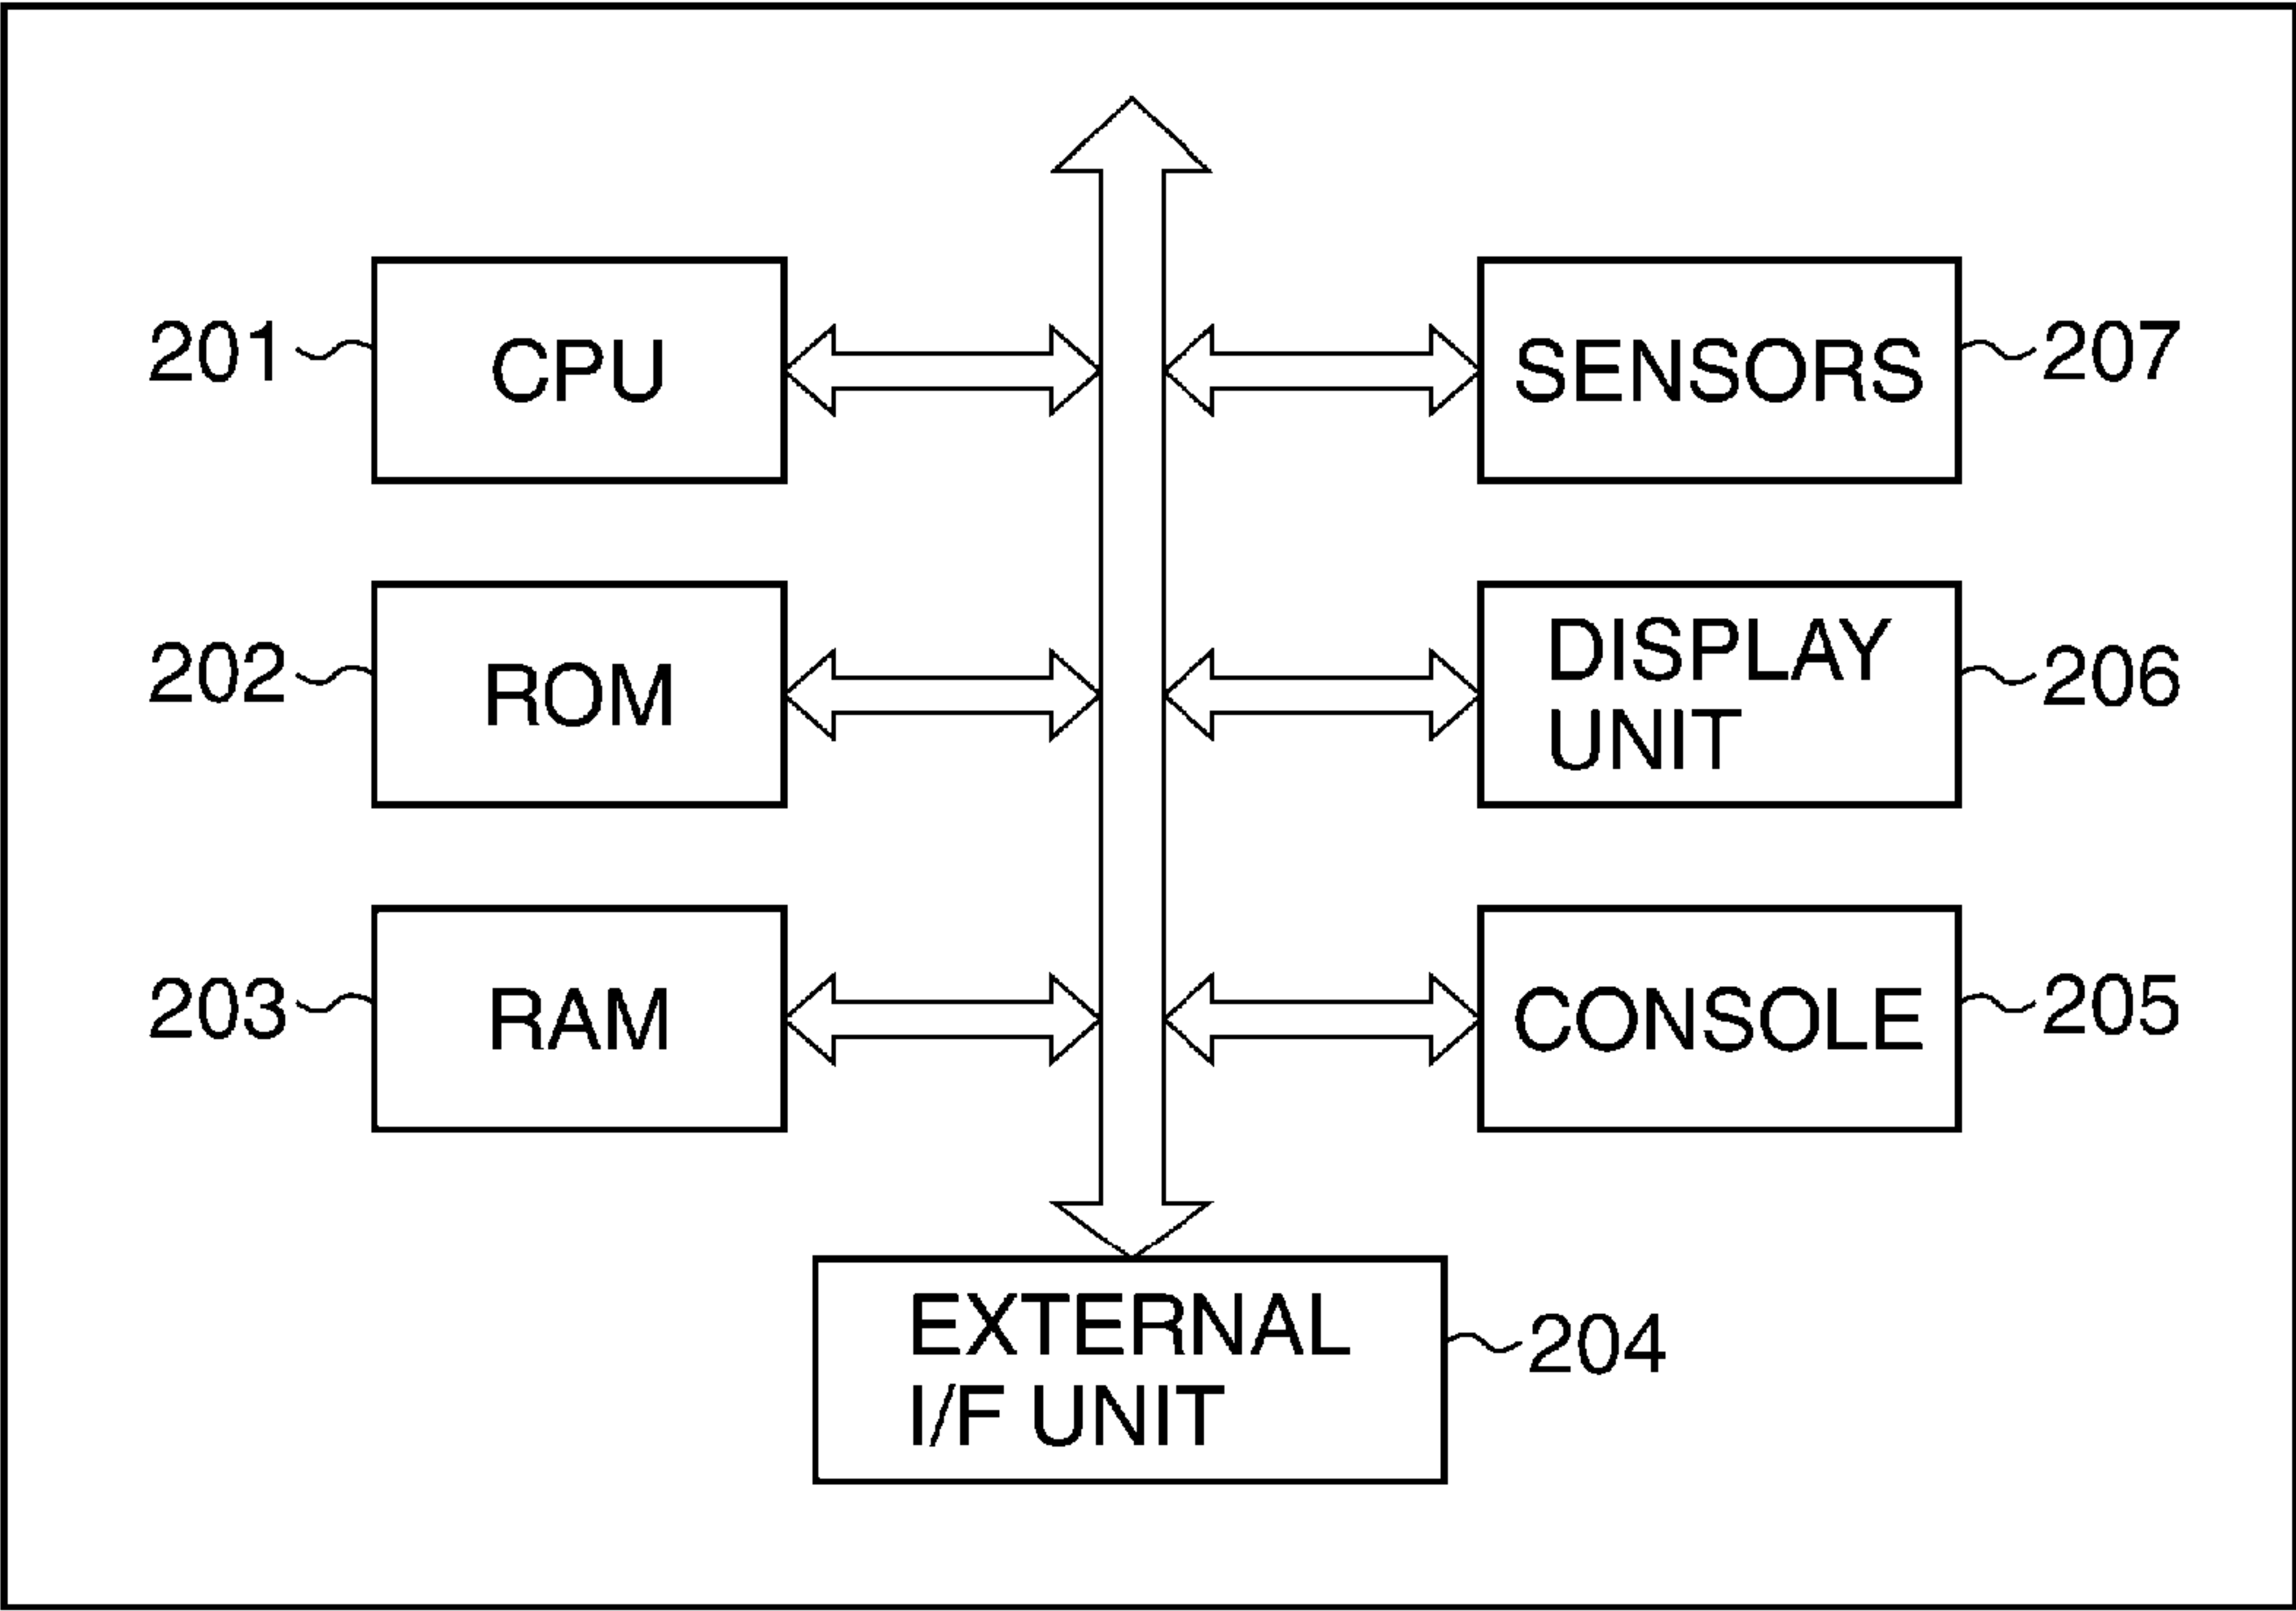 201
CPU
SENSORS
207
202
ROM
DISPLAY
UNIT
206
203
RAM
CONSOLE
205
EXTERNAL
I/F UNIT
204